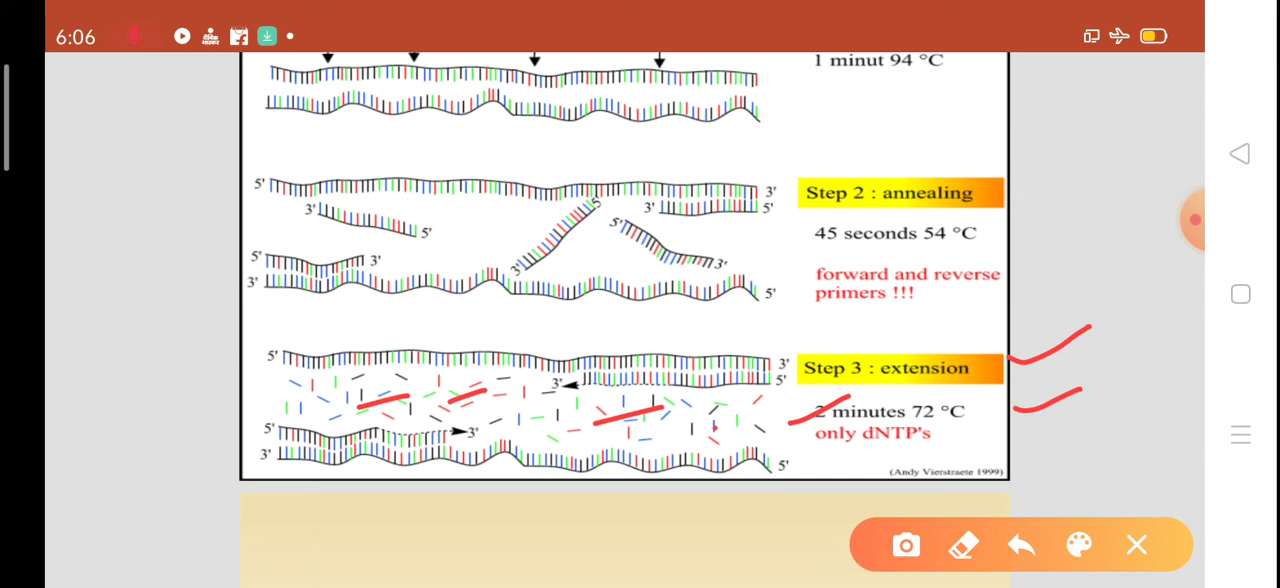 6:06
1 minut 94 °C
5'
3'
Step 2 : annealing
3'
5'
3'
5'
5'
5'
45 seconds 54 °C
5'
3'
3'
3'
forward and reverse
primers !!!
3'
5'
5'
3'
Step 3 : extension
3'
5'
2 minutes 72 °C
only dNTP's
5'
3'
3'
5'
(Andy Vierstraete 1999)